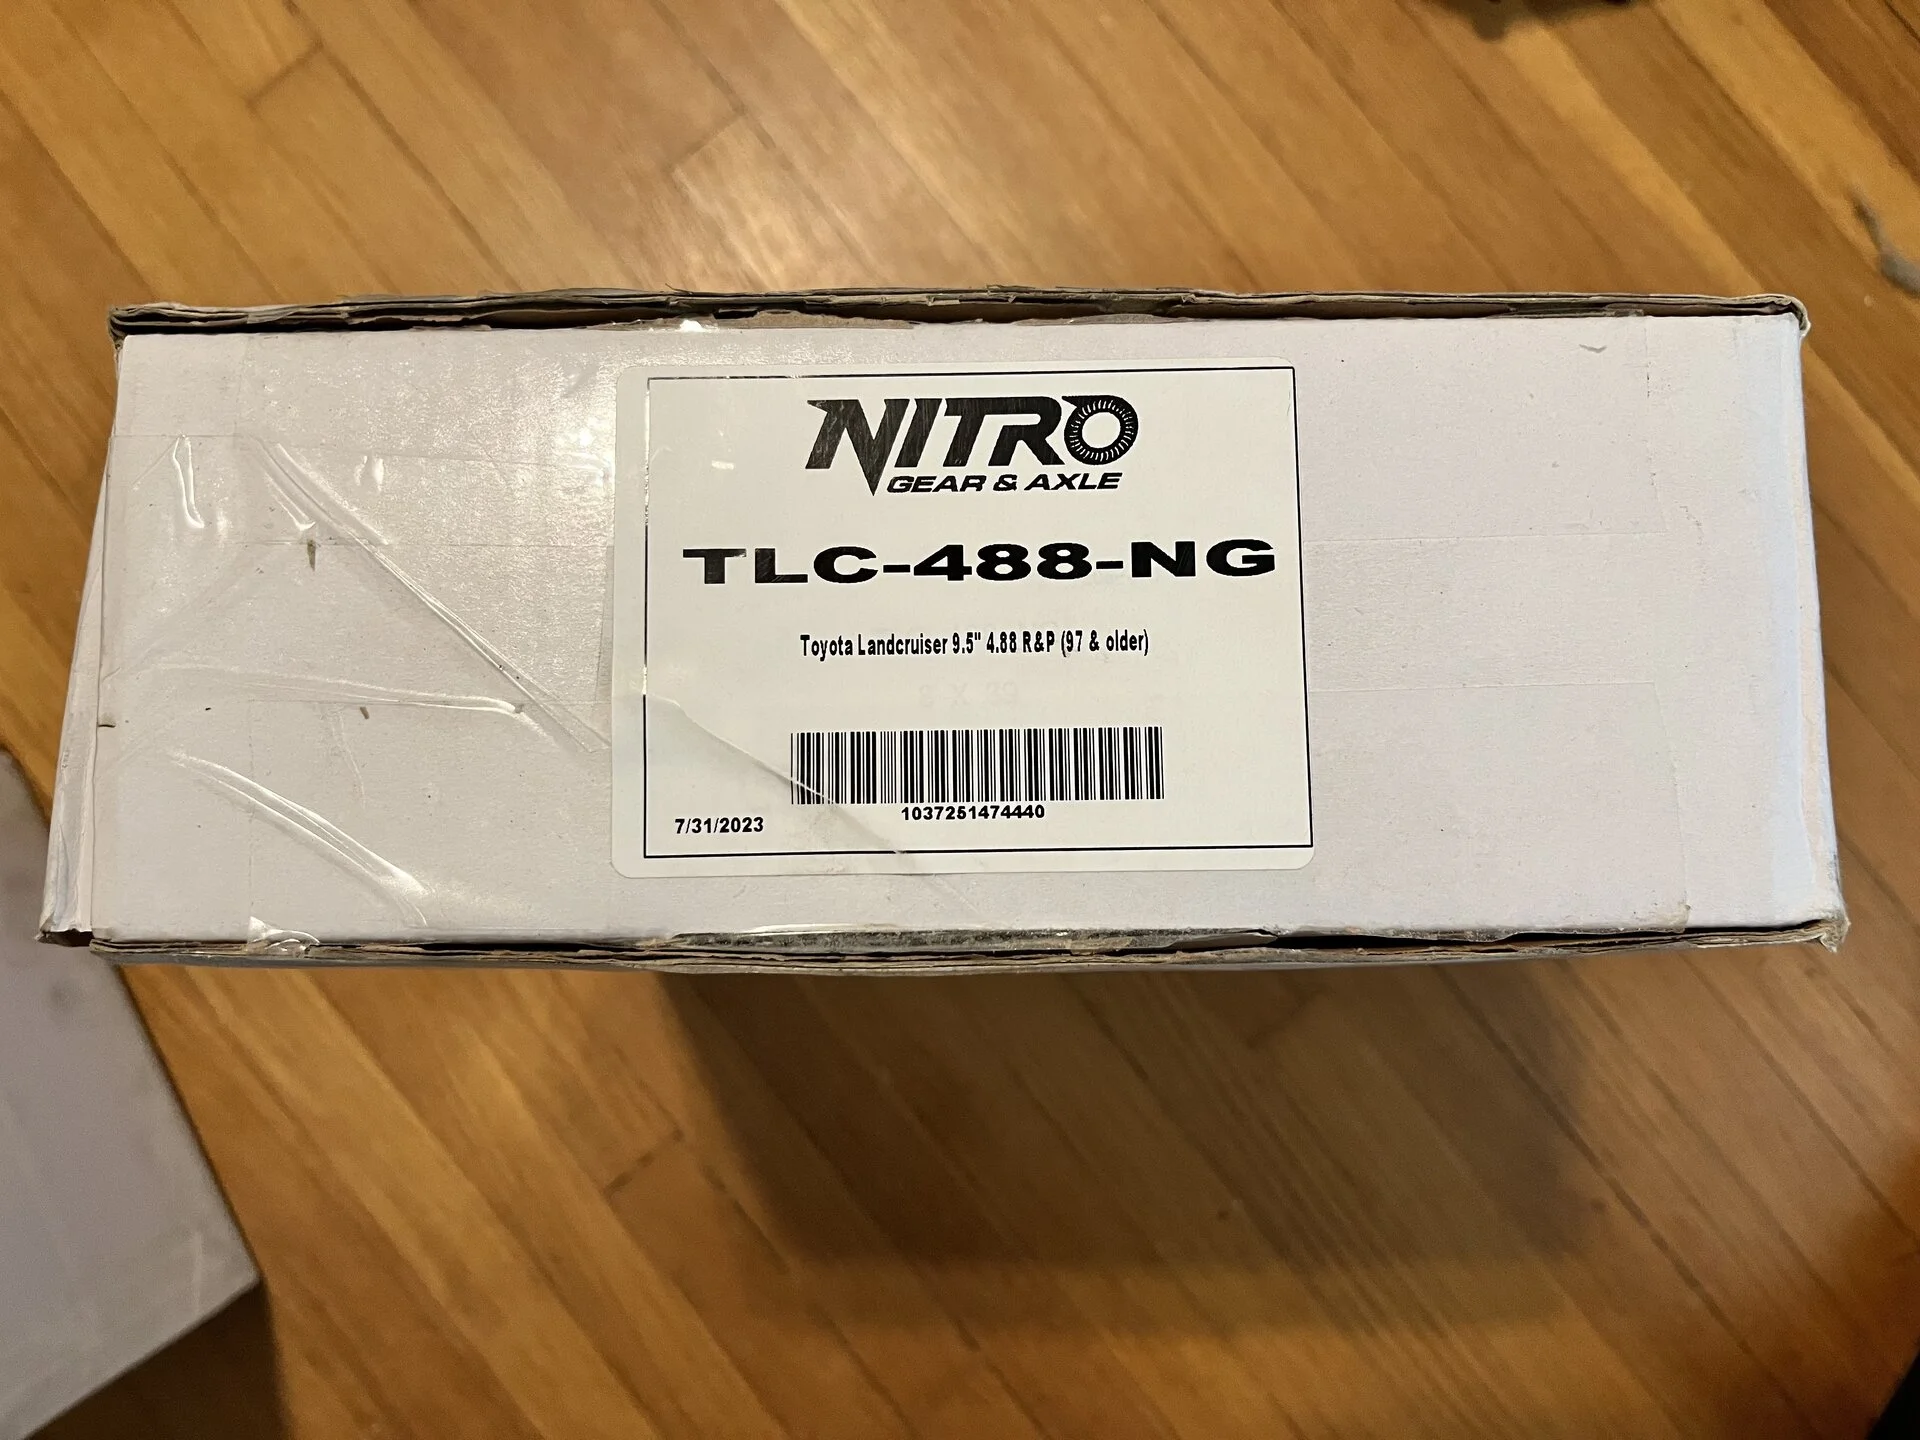 NITRO
GEAR & AXLE
TLC-488-NG
Toyota Landcruiser 9.5" 4.88 R&P (97 & older)
1037251474440
7/31/2023